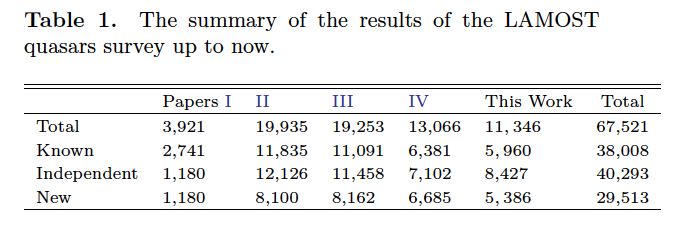 Table 1. The summary of the results of the LAMOST
quasars survey up to now.
Papers I II III IV This Work Total
Total 3,921 19,935 19,253 13,066 11,346 67,521
Known 2,741 11,835 11,091 6,381 5,960 38,008
Independent 1,180 12,126 11,458 7,102 8,427 40,293
New 1,180 8,100 8,162 6,685 5,386 29,513